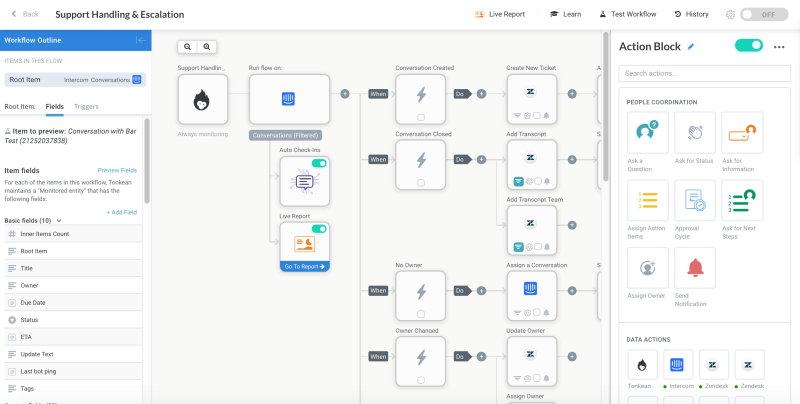 Back
Support Handling & Escalation
Live Report
Learn
Test Workflow
History
OFF
Workflow Outline
ITEMS IN THIS FLOW:
Root Item
Intercom Conversations
Root Item:
Fields
Triggers
Item to preview: Conversation with Bar
Test (21252037838)
Item fields
Preview Fields
For each of the items in this workflow, Tonkean
maintains a "Monitored entity" that has the
following fields:
+ Add Field
Basic fields (10)
Inner Items Count
Root Item
Title
Owner
Due Date
Status
ETA
Update Text
Last bot ping
Tags
Support Handlin...
Always monitoring
Run flow on:
Conversations (Filtered)
Auto Check-Ins
Live Report
Go To Report
When
Conversation Created
Do
Create New Ticket
When
Conversation Closed
Do
Add Transcript
Add Transcript Team
When
No Owner
Do
Assign a Conversation
When
Owner Changed
Do
Update Owner
Assign Owner
Action Block
Search actions...
PEOPLE COORDINATION
Ask a
Question
Ask for Status
Ask for
Information
Assign Action
Items
Approval
Cycle
Ask for Next
Steps
Assign Owner
Send
Notification
DATA ACTIONS
Tonkean
Intercom
Zendesk
Zendesk